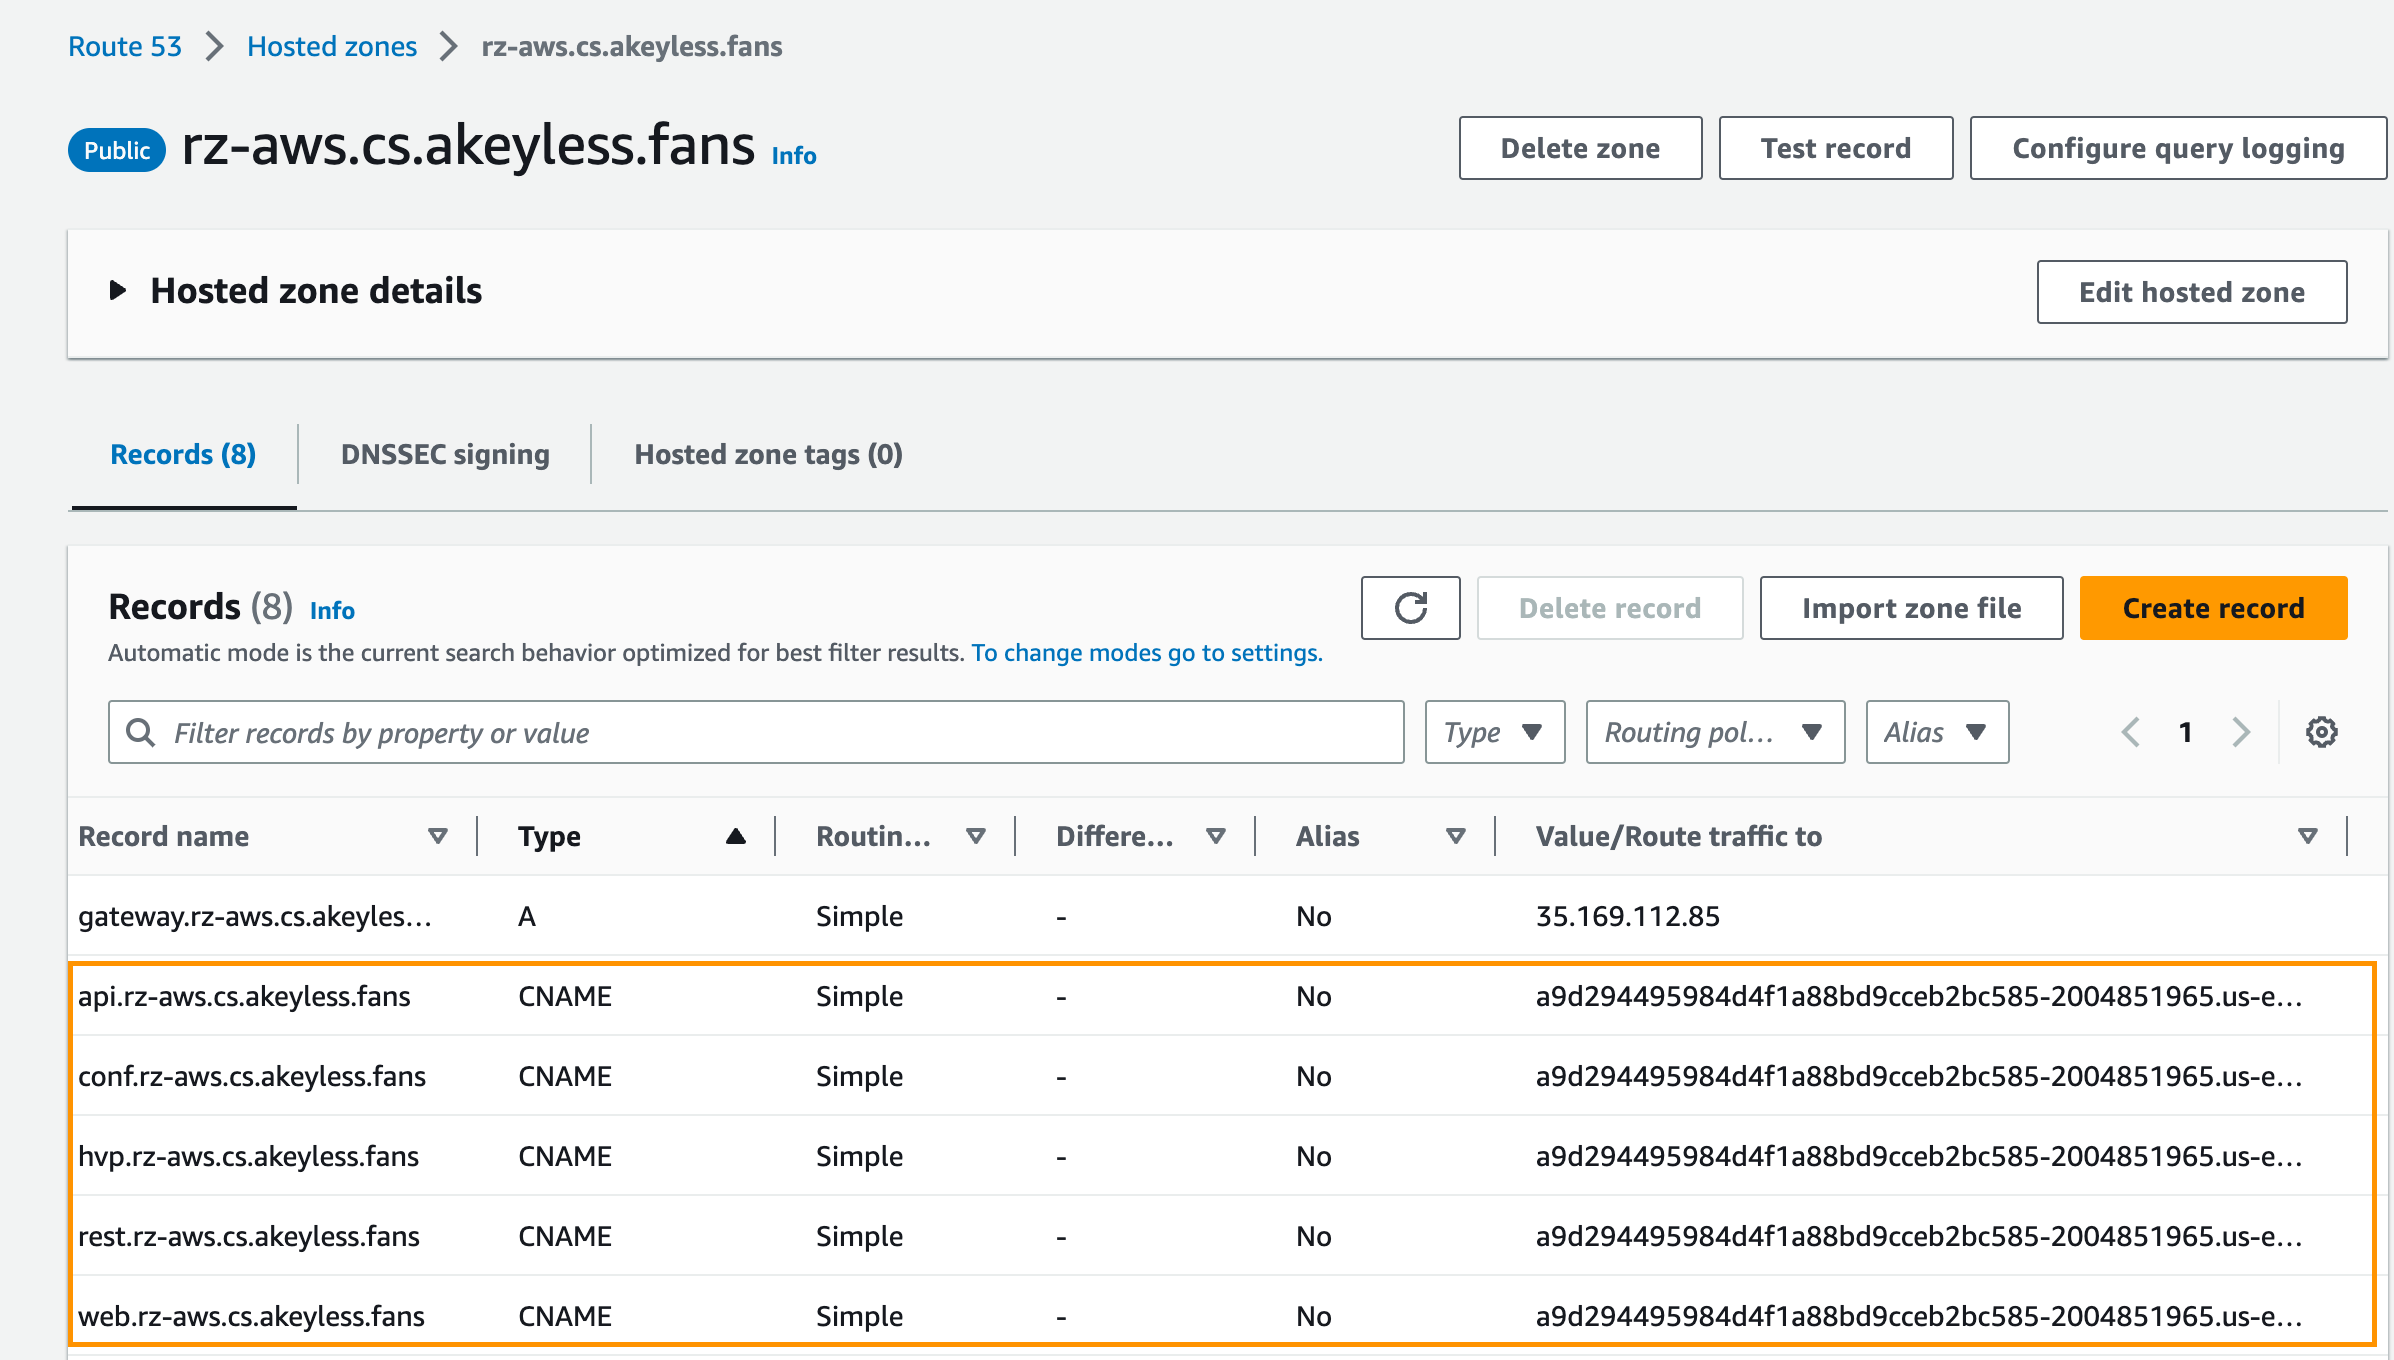 Route 53 Hosted zones rz-aws.cs.akeyless.fans
Public rz-aws.cs.akeyless.fans Info Delete zone Test record Configure query logging
Hosted zone details Edit hosted zone
Records (8) DNSSEC signing Hosted zone tags (0)
Records (8) Info Delete record Import zone file Create record
Automatic mode is the current search behavior optimized for best filter results. To change modes go to settings.
Filter records by property or value Type Routing pol... Alias 1
Record name Type Routin... Differe... Alias Value/Route traffic to
gateway.rz-aws.cs.akeyles... A Simple - No 35.169.112.85
api.rz-aws.cs.akeyless.fans CNAME Simple - No a9d294495984d4f1a88bd9cceb2bc585-2004851965.us-e...
conf.rz-aws.cs.akeyless.fans CNAME Simple - No a9d294495984d4f1a88bd9cceb2bc585-2004851965.us-e...
hvp.rz-aws.cs.akeyless.fans CNAME Simple - No a9d294495984d4f1a88bd9cceb2bc585-2004851965.us-e...
rest.rz-aws.cs.akeyless.fans CNAME Simple - No a9d294495984d4f1a88bd9cceb2bc585-2004851965.us-e...
web.rz-aws.cs.akeyless.fans CNAME Simple - No a9d294495984d4f1a88bd9cceb2bc585-2004851965.us-e...